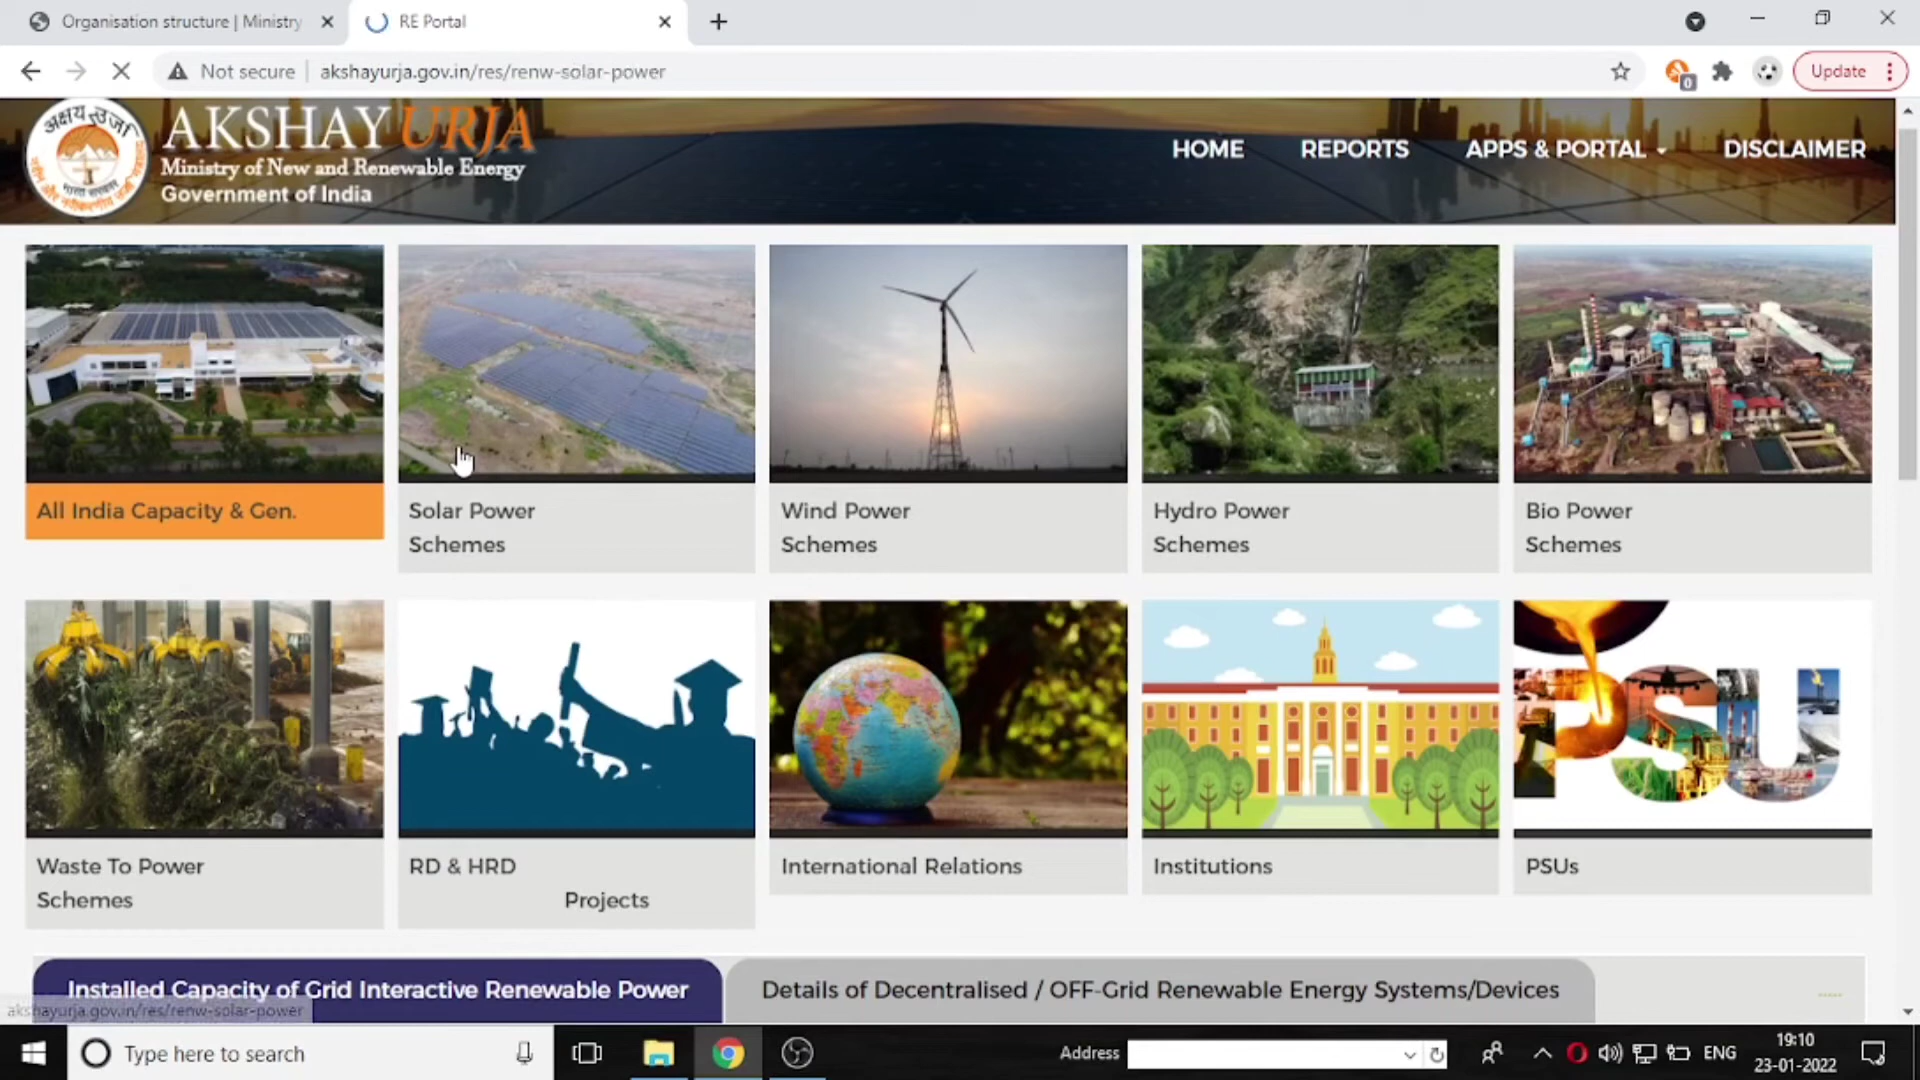 Organisation structure | Ministry
RE Portal
Not secure
akshayurja.gov.in/res/renw-solar-power
0
Update
अक्षय ऊर्जा
AKSHAY URJA
Ministry of New and Renewable Energy
Government of India
HOME
REPORTS
APPS & PORTAL
DISCLAIMER
All India Capacity & Gen.
Solar Power
Schemes
Wind Power
Schemes
Hydro Power
Schemes
Bio Power
Schemes
PSU
Waste To Power
Schemes
RD & HRD
Projects
International Relations
Institutions
PSUs
Installed Capacity of Grid Interactive Renewable Power
Details of Decentralised / OFF-Grid Renewable Energy Systems/Devices
akshayurja.gov.in/res/renw-solar-power
Type here to search
Address
ENG
19:10
23-01-2022